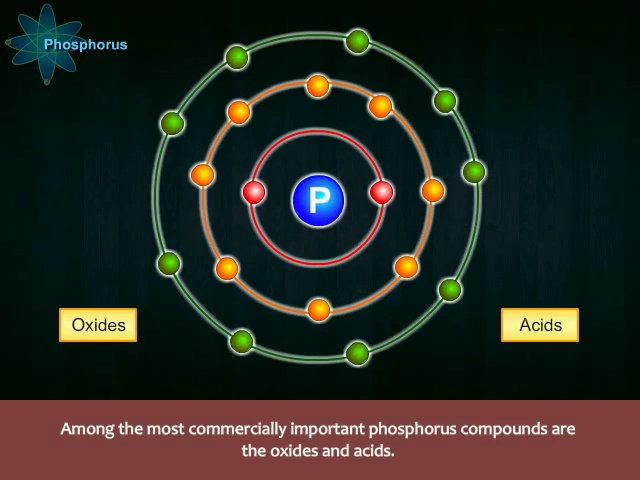 Phosphorus
P
Oxides
Acids
Among the most commercially important phosphorus compounds are
the oxides and acids.